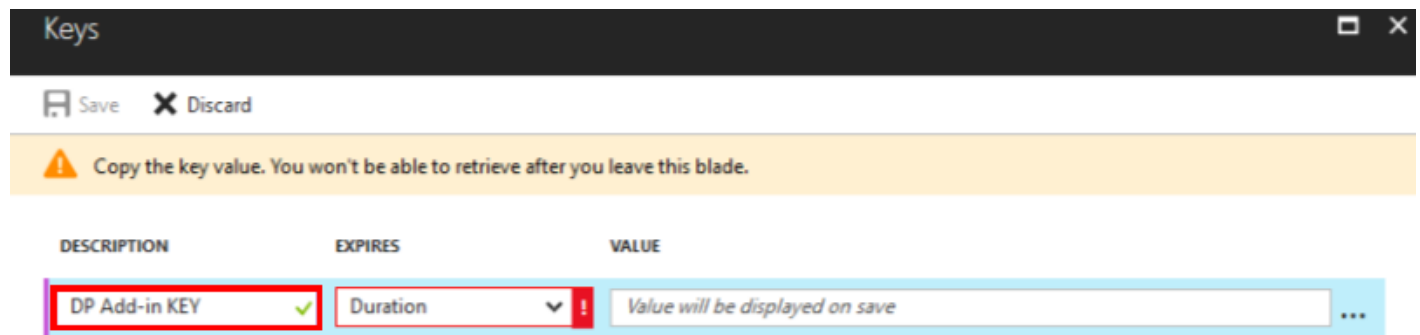 Keys
Save Discard
Copy the key value. You won't be able to retrieve after you leave this blade.
DESCRIPTION EXPIRES VALUE
DP Add-in KEY Duration ! Value will be displayed on save ...